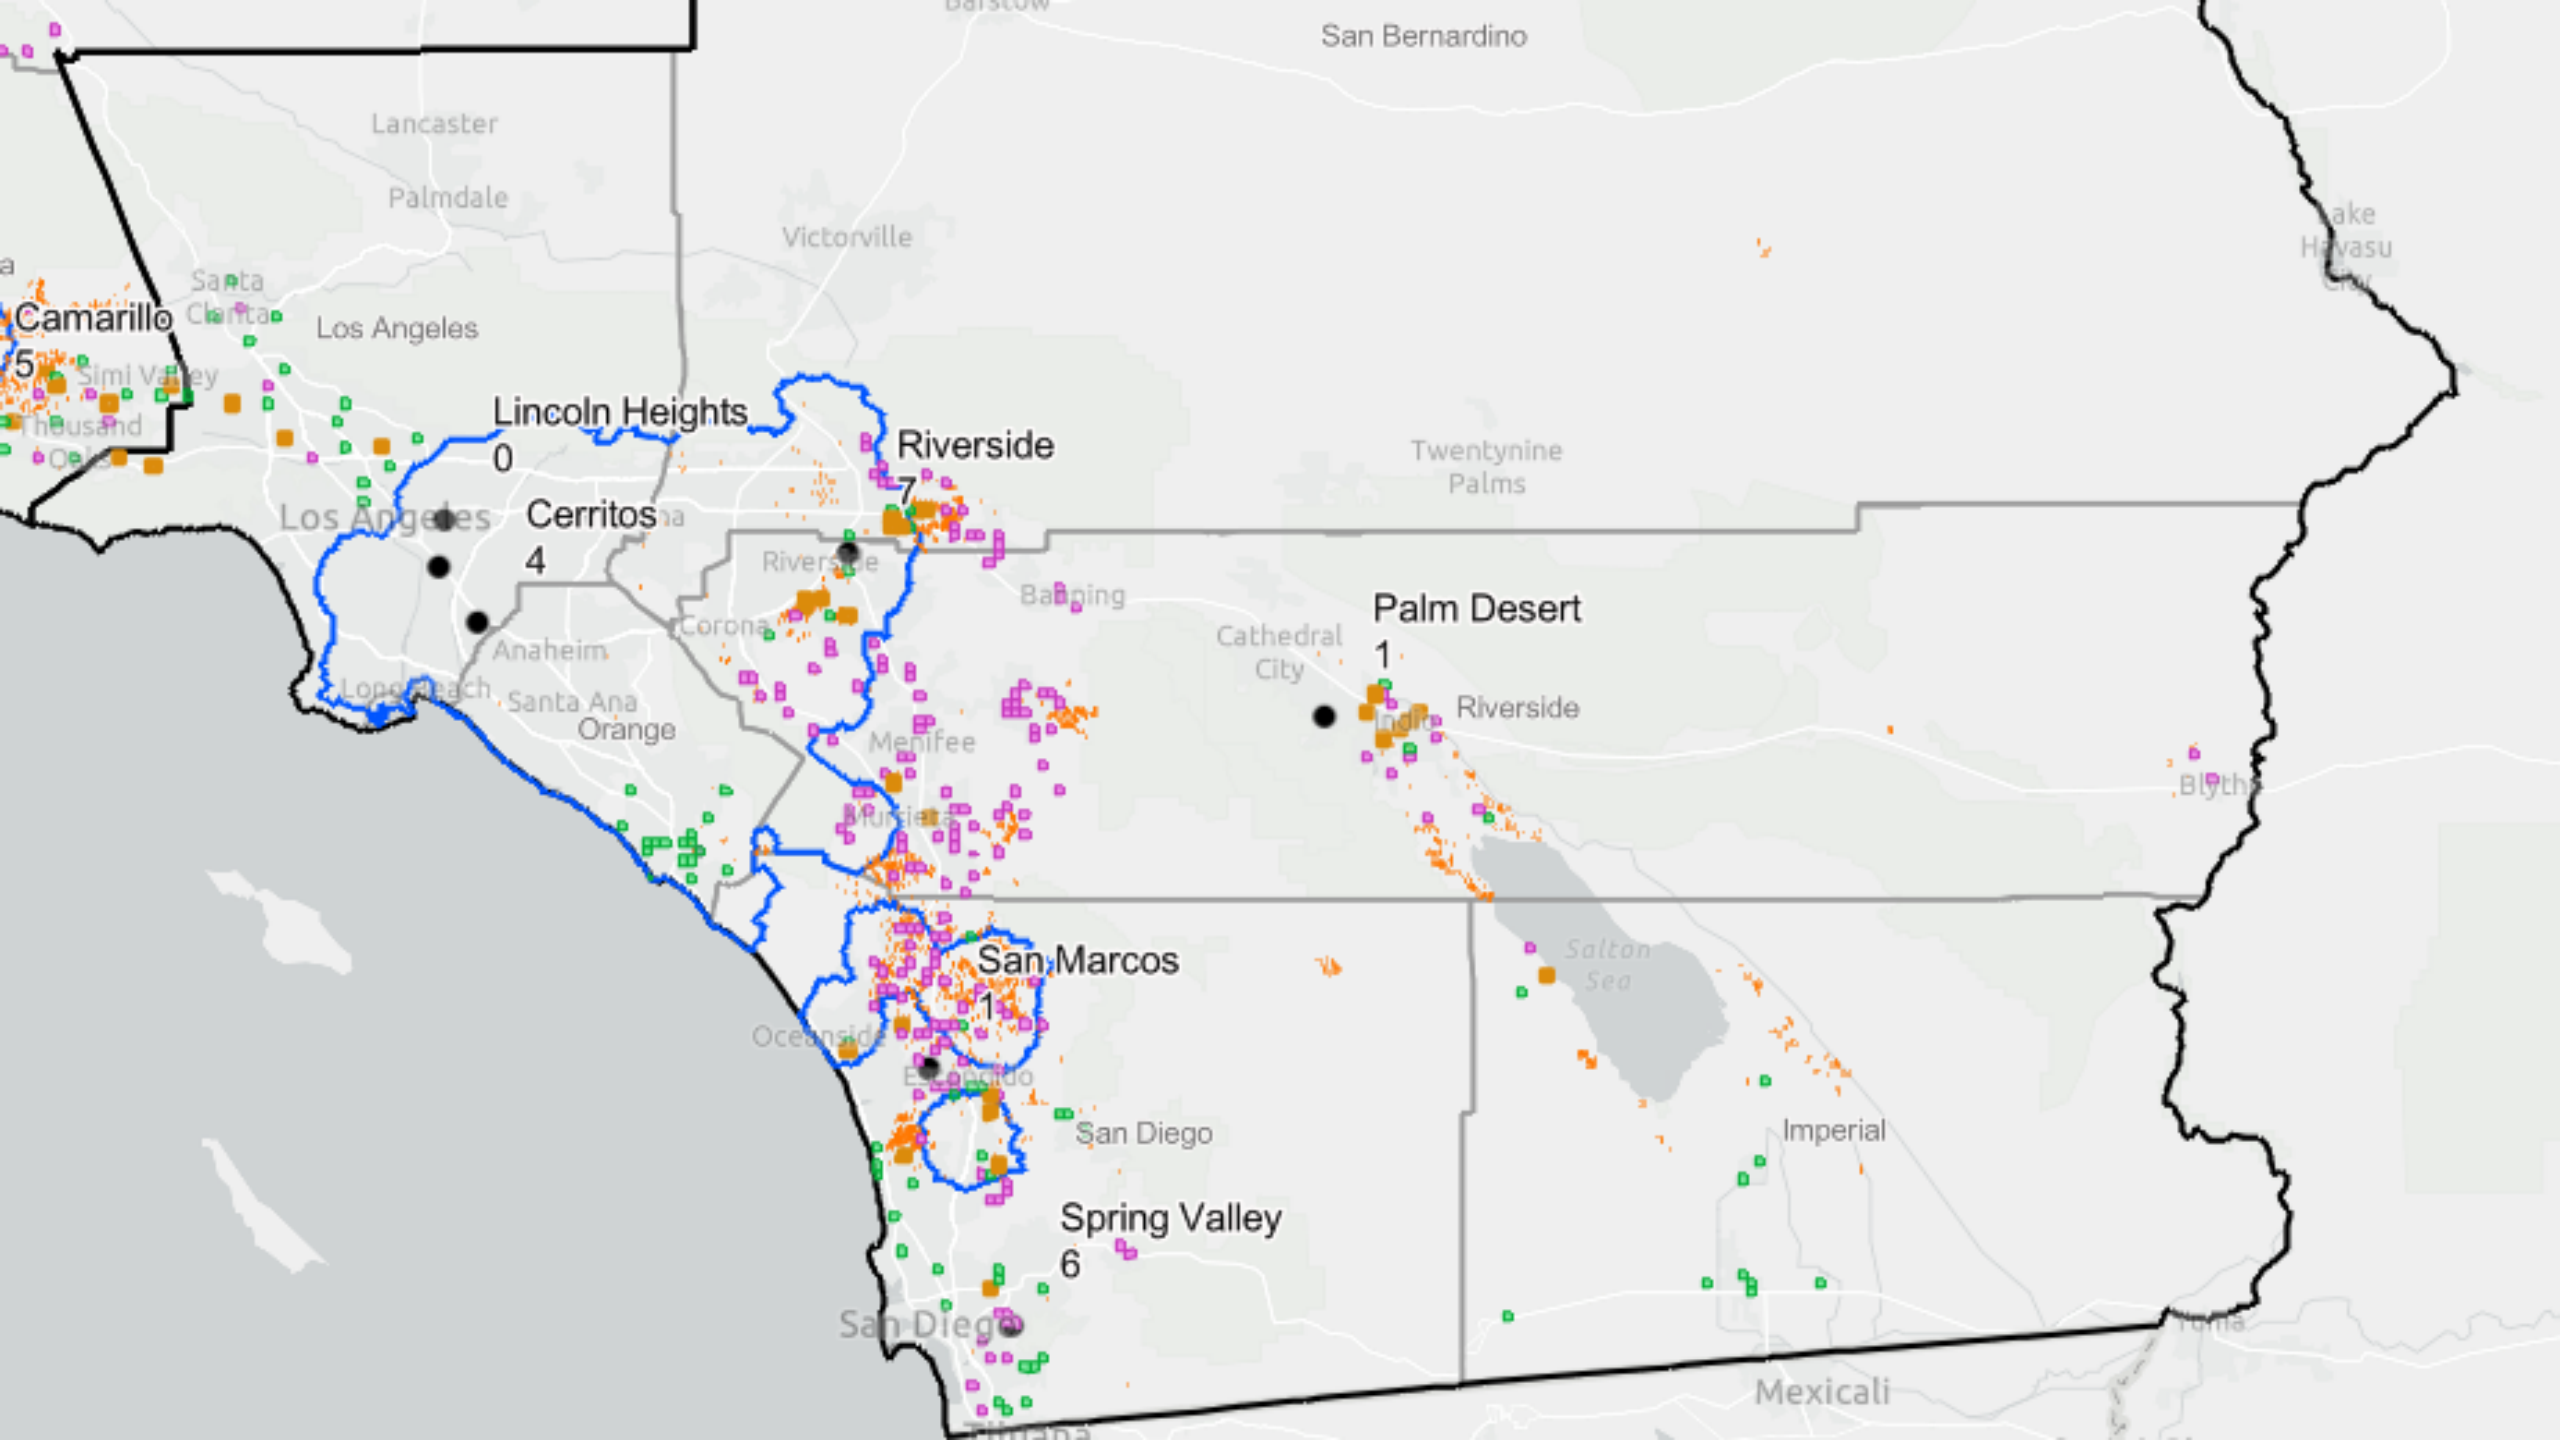 Barstow
San Bernardino
Lancaster
Palmdale
Victorville
Lake
Havasu
City
a
Santa
Clarita
Camarillo
5
Los Angeles
Simi Valley
Thousand
Oaks
Lincoln Heights
0
Riverside
7
Twentynine
Palms
Los Angeles
Cerritos
4
na
Riverside
Banning
Palm Desert
1
Corona
Cathedral
City
Anaheim
Long Beach
Santa Ana
Orange
Indio
Riverside
Menifee
Blythe
Murrieta
San Marcos
1
Salton
Sea
Oceanside
Escondido
San Diego
Imperial
Spring Valley
6
San Diego
Yuma
Mexicali
Tijuana